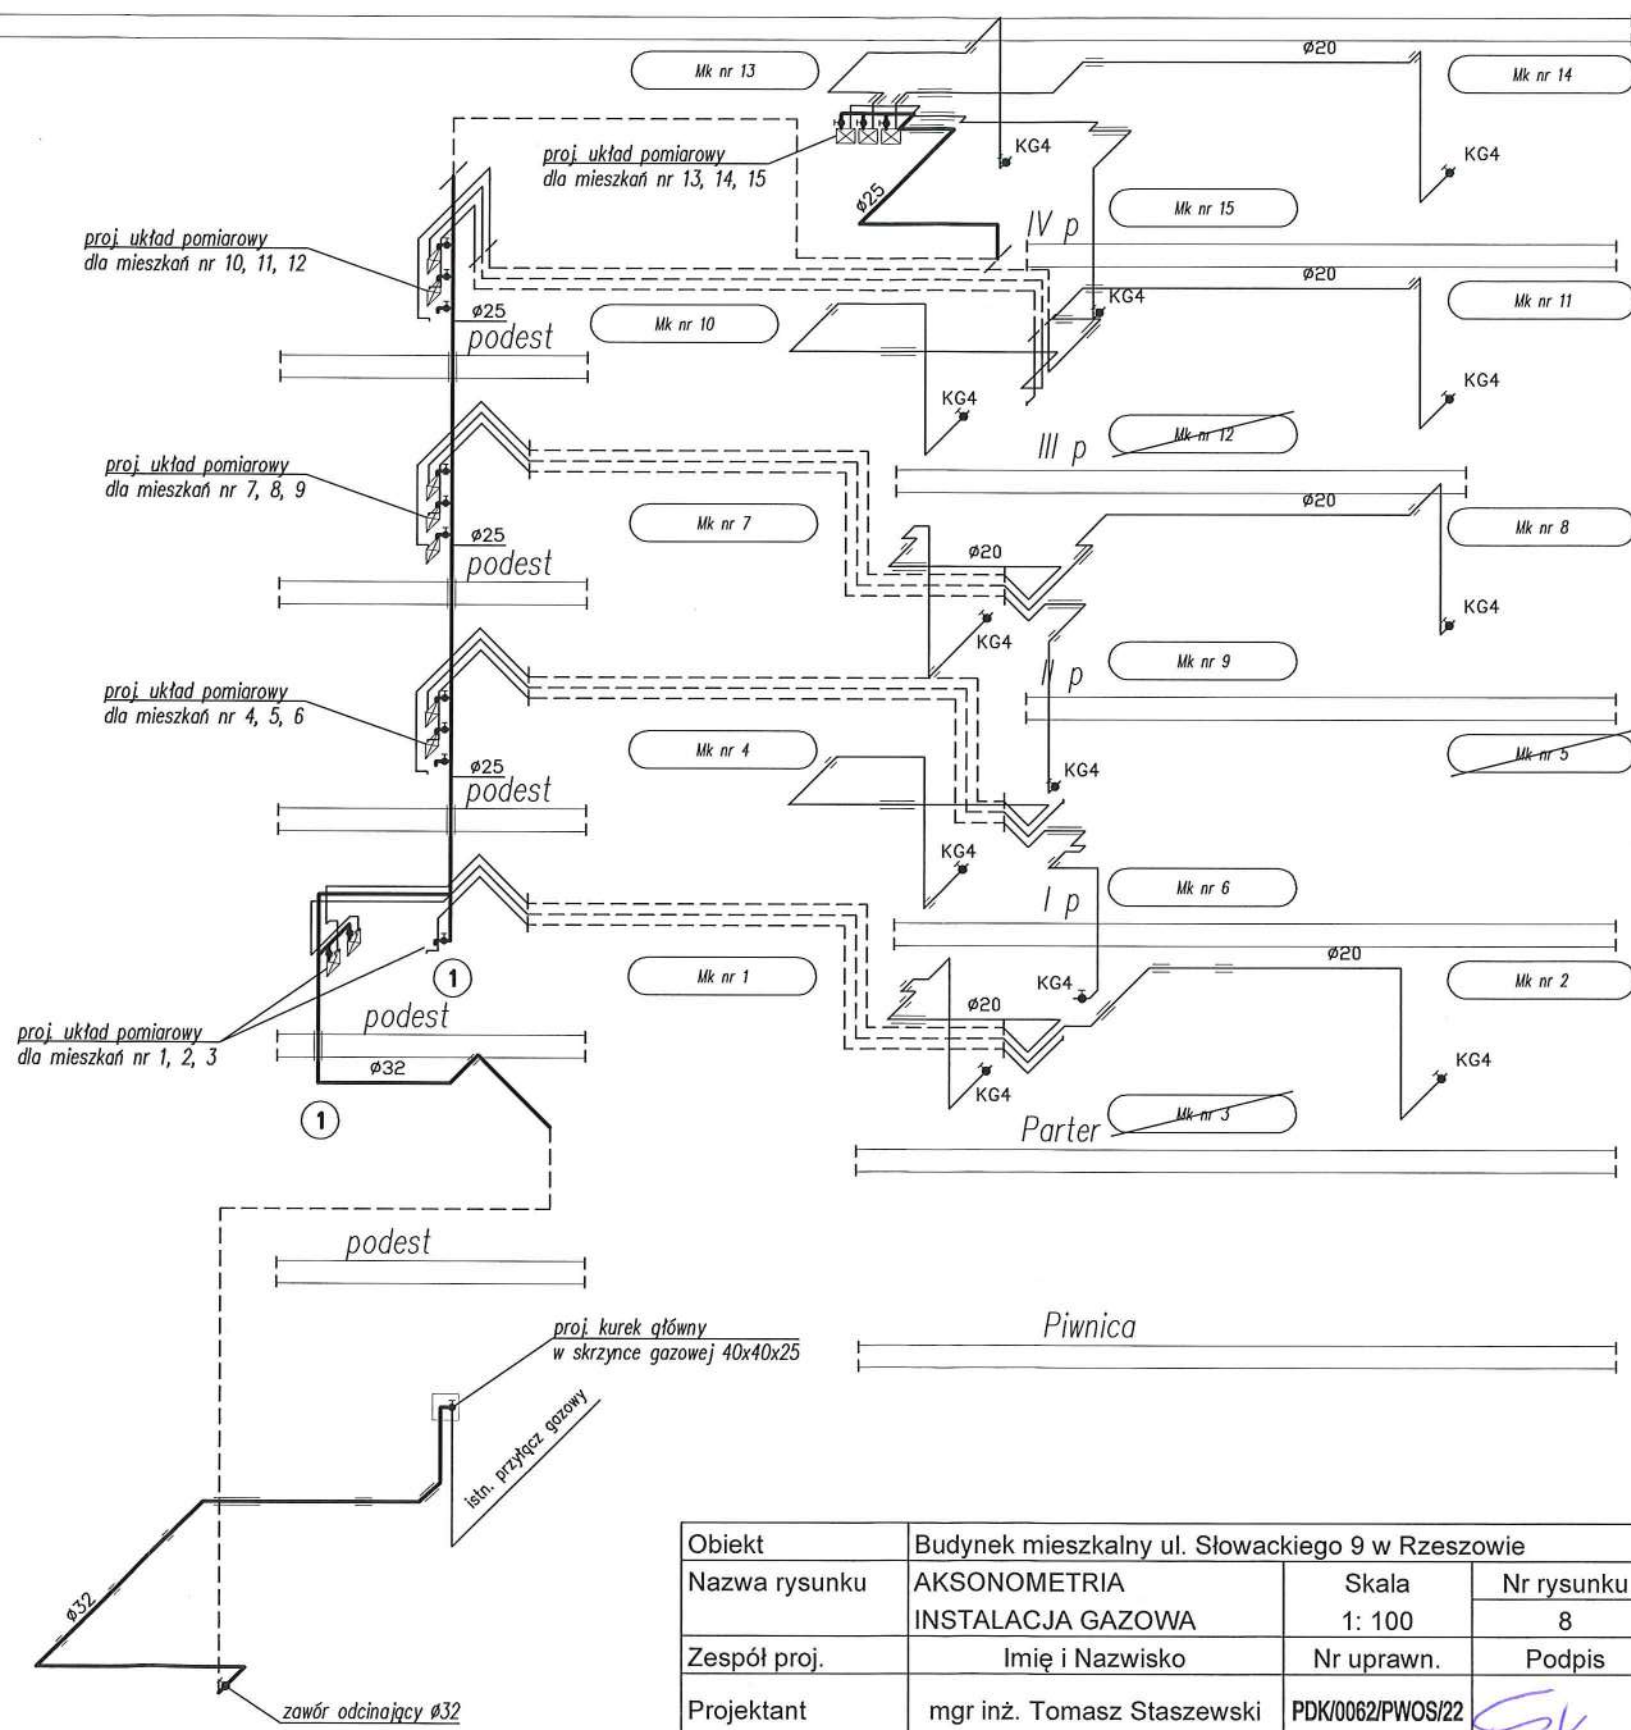 Mk nr 13
Ø20
Mk nr 14
proj. układ pomiarowy
dla mieszkań nr 13, 14, 15
KG4
KG4
Ø25
Mk nr 15
IV p
proj. układ pomiarowy
dla mieszkań nr 10, 11, 12
Ø20
KG4
Mk nr 11
Ø25
Mk nr 10
podest
KG4
KG4
Mk nr 12
III p
proj. układ pomiarowy
dla mieszkań nr 7, 8, 9
Ø20
Mk nr 7
Mk nr 8
Ø25
podest
Ø20
KG4
KG4
Mk nr 9
II p
proj. układ pomiarowy
dla mieszkań nr 4, 5, 6
Mk nr 4
Mk nr 5
Ø25
podest
KG4
KG4
Mk nr 6
I p
Ø20
Mk nr 1
1
KG4
Mk nr 2
podest
Ø20
proj. układ pomiarowy
dla mieszkań nr 1, 2, 3
Ø32
KG4
KG4
1
Mk nr 3
Parter
podest
Piwnica
proj. kurek główny
w skrzynce gazowej 40x40x25
istn. przyłącz gazowy
Ø32
zawór odcinający Ø32
Obiekt Budynek mieszkalny ul. Słowackiego 9 w Rzeszowie
Nazwa rysunku AKSONOMETRIA Skala Nr rysunku
INSTALACJA GAZOWA 1: 100 8
Zespół proj. Imię i Nazwisko Nr uprawn. Podpis
Projektant mgr inż. Tomasz Staszewski PDK/0062/PWOS/22